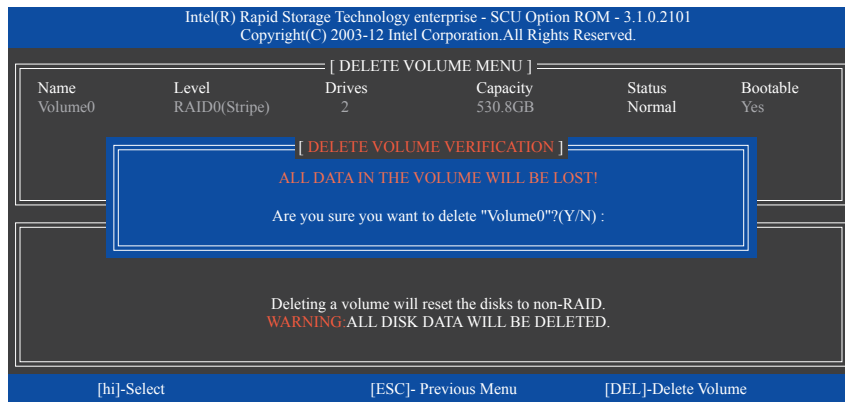 Intel(R) Rapid Storage Technology enterprise - SCU Option ROM - 3.1.0.2101
Copyright(C) 2003-12 Intel Corporation.All Rights Reserved.
[ DELETE VOLUME MENU ]
Name Level Drives Capacity Status Bootable
Volume0 RAID0(Stripe) 2 530.8GB Normal Yes
[ DELETE VOLUME VERIFICATION ]
ALL DATA IN THE VOLUME WILL BE LOST!
Are you sure you want to delete "Volume0"?(Y/N) :
Deleting a volume will reset the disks to non-RAID.
WARNING:ALL DISK DATA WILL BE DELETED.
[hi]-Select [ESC]- Previous Menu [DEL]-Delete Volume